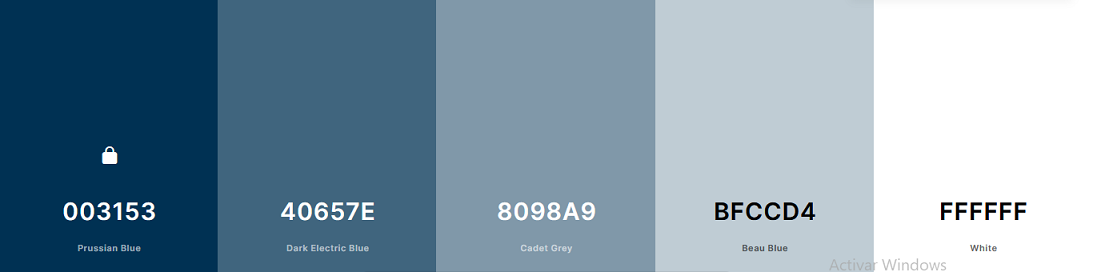 003153
Prussian Blue
40657E
Dark Electric Blue
8098A9
Cadet Grey
BFCCD4
Beau Blue
FFFFFF
White
Activar Windows